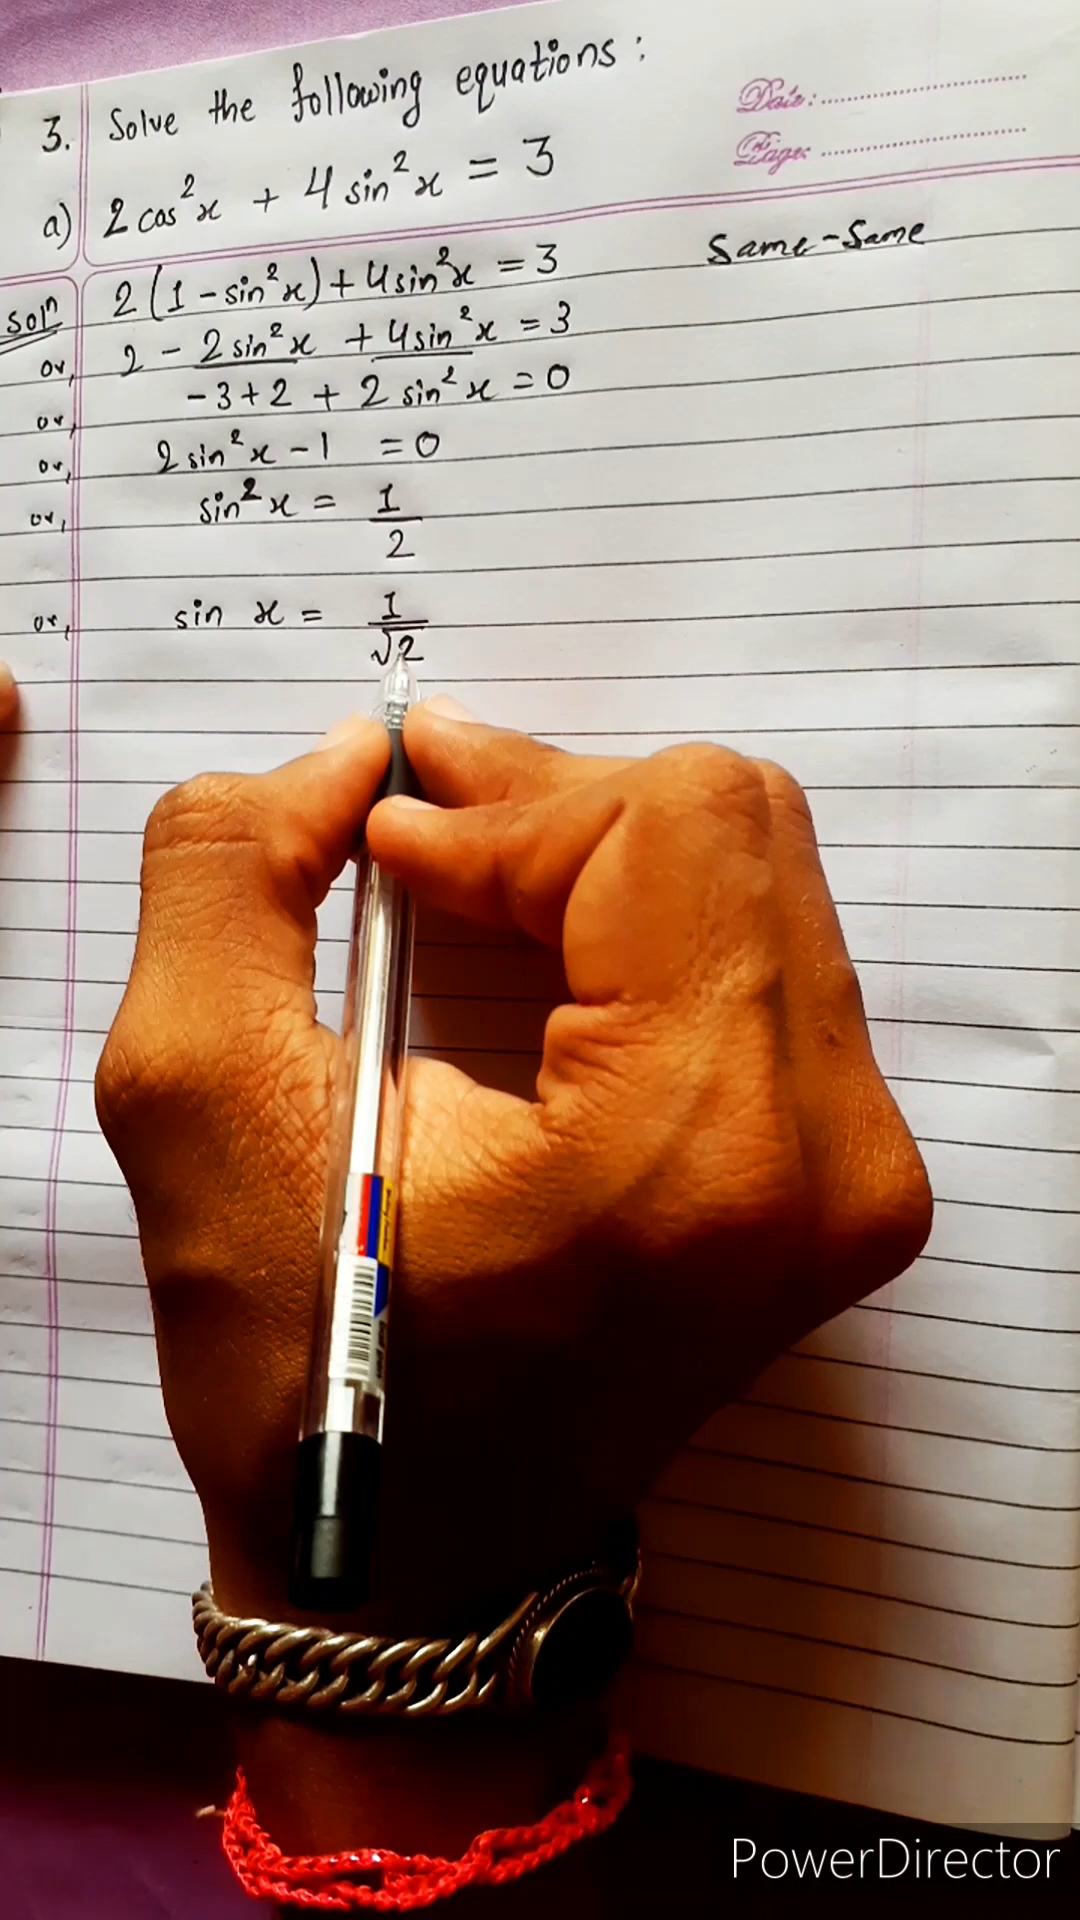 3. Solve the following equations :
Date:
Page:
a) 2 cos²x + 4 sin²x = 3
Same-Same
Solⁿ 2(1 - sin²x) + 4sin²x = 3
or, 2 - 2 sin²x + 4sin²x = 3
or, -3+2 + 2 sin²x = 0
or, 2 sin²x - 1 = 0
or, sin²x = 1/2
or, sin x = 1/√2
PowerDirector